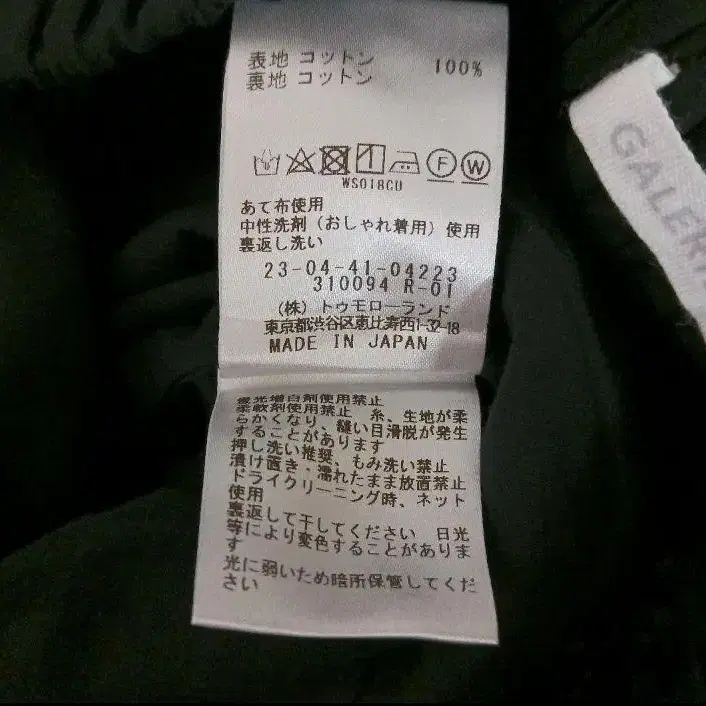 表地 コットン
裏地 コットン 100%
F W
WS018CU
あて布使用
中性洗剤（おしゃれ着用）使用
裏返し洗い
23-04-41-04223
310094 R-01
（株）トゥモローランド
東京都渋谷区恵比寿西1-32-18
MADE IN JAPAN
蛍光増白剤使用禁止
柔軟剤使用禁止 糸、生地が柔
らかくなり、縫い目滑脱が発生
することがあります
押し洗い推奨、もみ洗い禁止
漬け置き・濡れたまま放置禁止
ドライクリーニング時、ネット
使用
裏返して干してください 日光
等により変色することがありま
す
光に弱いため暗所保管してくだ
さい